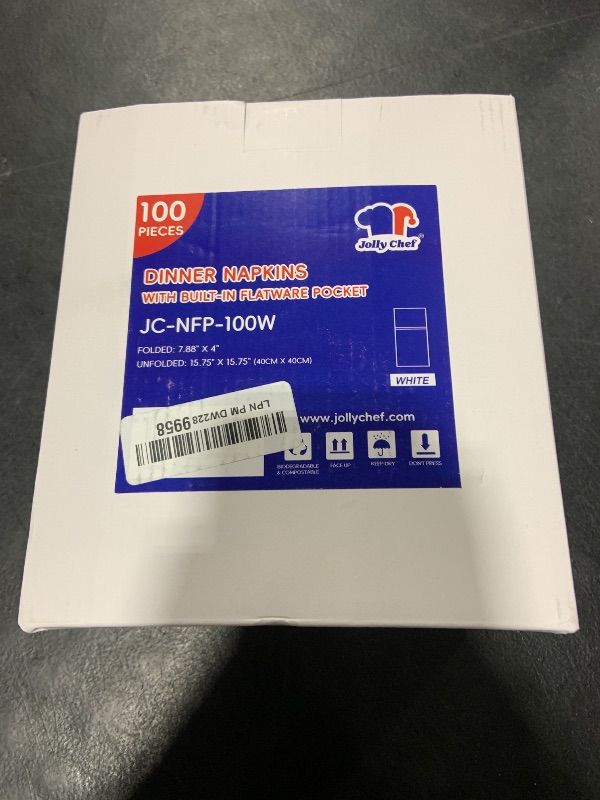 100
PIECES
Jolly Chef®
DINNER NAPKINS
WITH BUILT-IN FLATWARE POCKET
JC-NFP-100W
FOLDED: 7.88" X 4"
UNFOLDED: 15.75" X 15.75" (40CM X 40CM)
WHITE
LPN PM DW228 9958
www.jollychef.com
BIODEGRADABLE
& COMPOSTABLE
FACE UP
KEEP DRY
DON'T PRESS